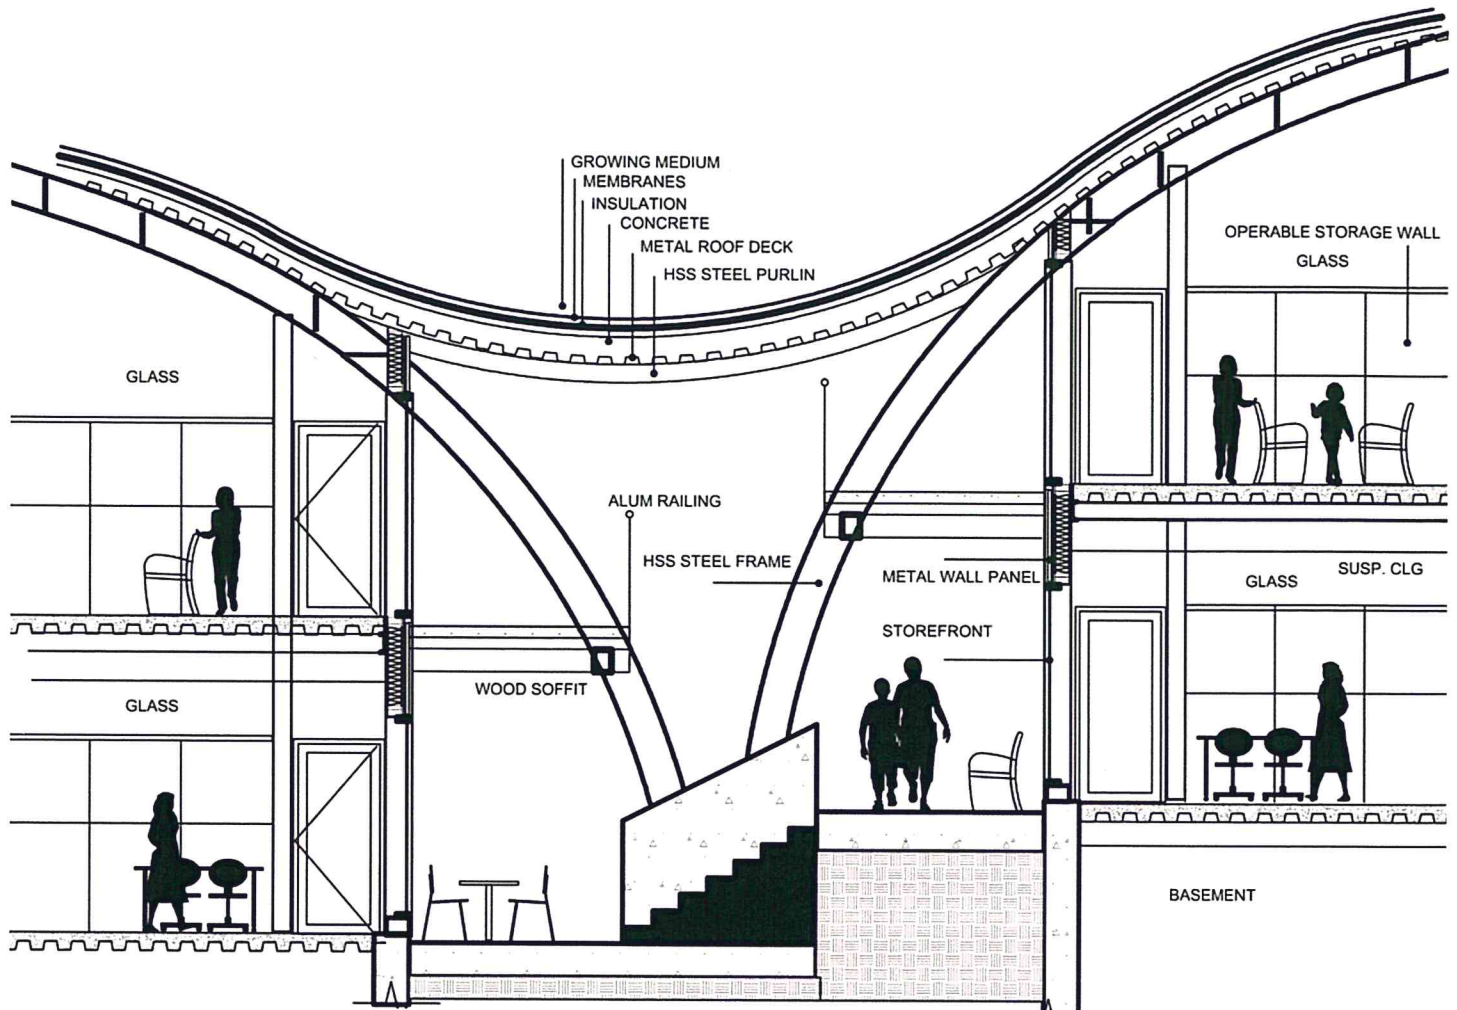 GROWING MEDIUM
MEMBRANES
INSULATION
CONCRETE
METAL ROOF DECK
HSS STEEL PURLIN
OPERABLE STORAGE WALL
GLASS
GLASS
ALUM RAILING
HSS STEEL FRAME
METAL WALL PANEL
SUSP. CLG
GLASS
STOREFRONT
WOOD SOFFIT
GLASS
BASEMENT